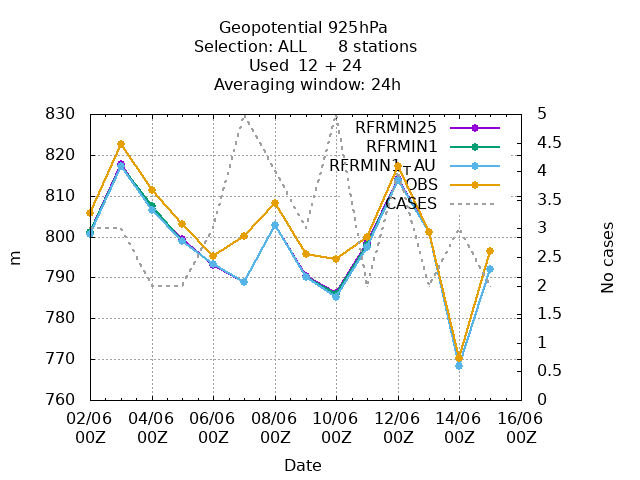 Geopotential 925hPa
Selection: ALL 8 stations
Used 12 + 24
Averaging window: 24h
RFRMIN25
RFRMIN1
RFRMIN1_TAU
OBS
CASES
830
820
810
800
790
780
770
760
m
5
4.5
4
3.5
3
2.5
2
1.5
1
0.5
0
No cases
02/06 04/06 06/06 08/06 10/06 12/06 14/06 16/06
00Z 00Z 00Z 00Z 00Z 00Z 00Z 00Z
Date